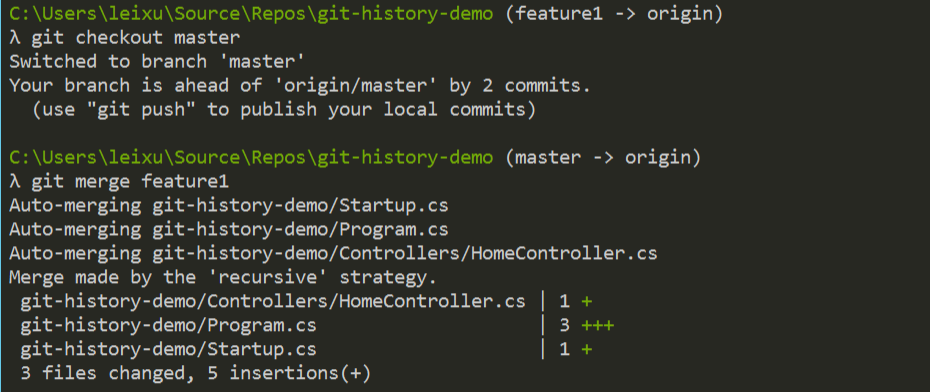 C:\Users\leixu\Source\Repos\git-history-demo (feature1 -> origin)
λ git checkout master
Switched to branch 'master'
Your branch is ahead of 'origin/master' by 2 commits.
  (use "git push" to publish your local commits)

C:\Users\leixu\Source\Repos\git-history-demo (master -> origin)
λ git merge feature1
Auto-merging git-history-demo/Startup.cs
Auto-merging git-history-demo/Program.cs
Auto-merging git-history-demo/Controllers/HomeController.cs
Merge made by the 'recursive' strategy.
 git-history-demo/Controllers/HomeController.cs | 1 +
 git-history-demo/Program.cs                    | 3 +++
 git-history-demo/Startup.cs                    | 1 +
 3 files changed, 5 insertions(+)